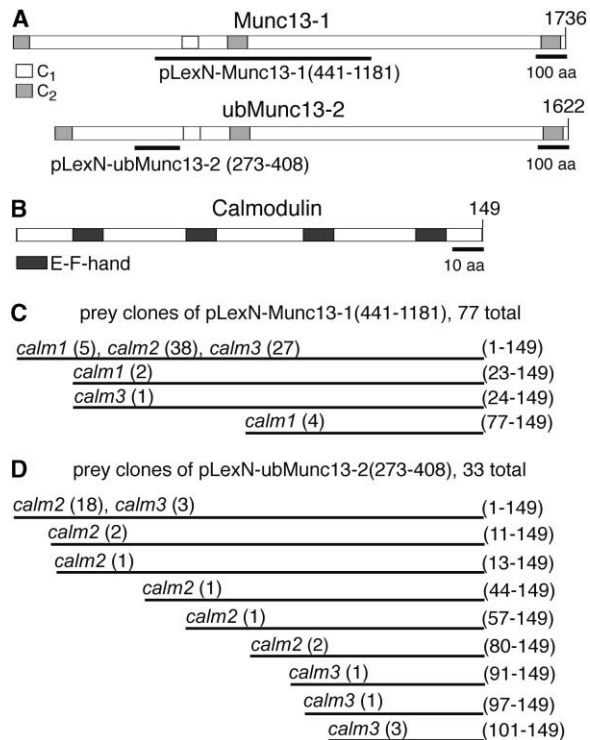 A Munc13-1 1736
C1
C2
pLexN-Munc13-1(441-1181) 100 aa
ubMunc13-2 1622
pLexN-ubMunc13-2 (273-408) 100 aa
B Calmodulin 149
E-F-hand 10 aa
C prey clones of pLexN-Munc13-1(441-1181), 77 total
calm1 (5), calm2 (38), calm3 (27) (1-149)
calm1 (2) (23-149)
calm3 (1) (24-149)
calm1 (4) (77-149)
D prey clones of pLexN-ubMunc13-2(273-408), 33 total
calm2 (18), calm3 (3) (1-149)
calm2 (2) (11-149)
calm2 (1) (13-149)
calm2 (1) (44-149)
calm2 (1) (57-149)
calm2 (2) (80-149)
calm3 (1) (91-149)
calm3 (1) (97-149)
calm3 (3) (101-149)